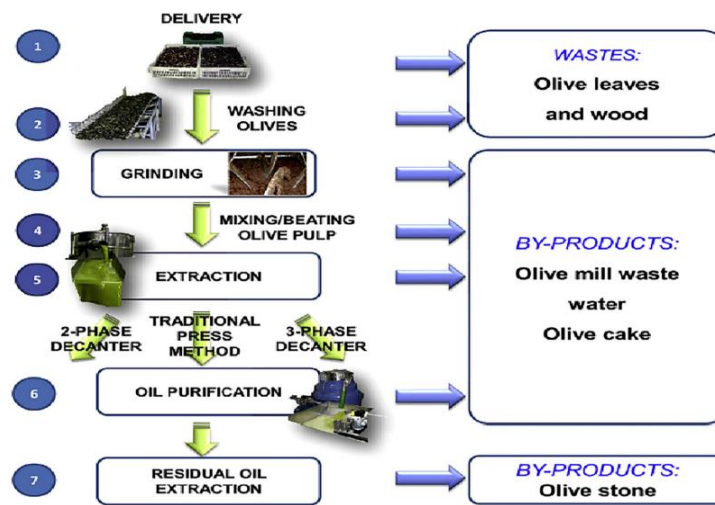 DELIVERY
1
WASTES:
Olive leaves
and wood
WASHING
OLIVES
2
3
GRINDING
MIXING/BEATING
OLIVE PULP
4
BY-PRODUCTS:
Olive mill waste
water
Olive cake
5
EXTRACTION
2-PHASE
DECANTER
TRADITIONAL
PRESS
METHOD
3-PHASE
DECANTER
6
OIL PURIFICATION
7
RESIDUAL OIL
EXTRACTION
BY-PRODUCTS:
Olive stone